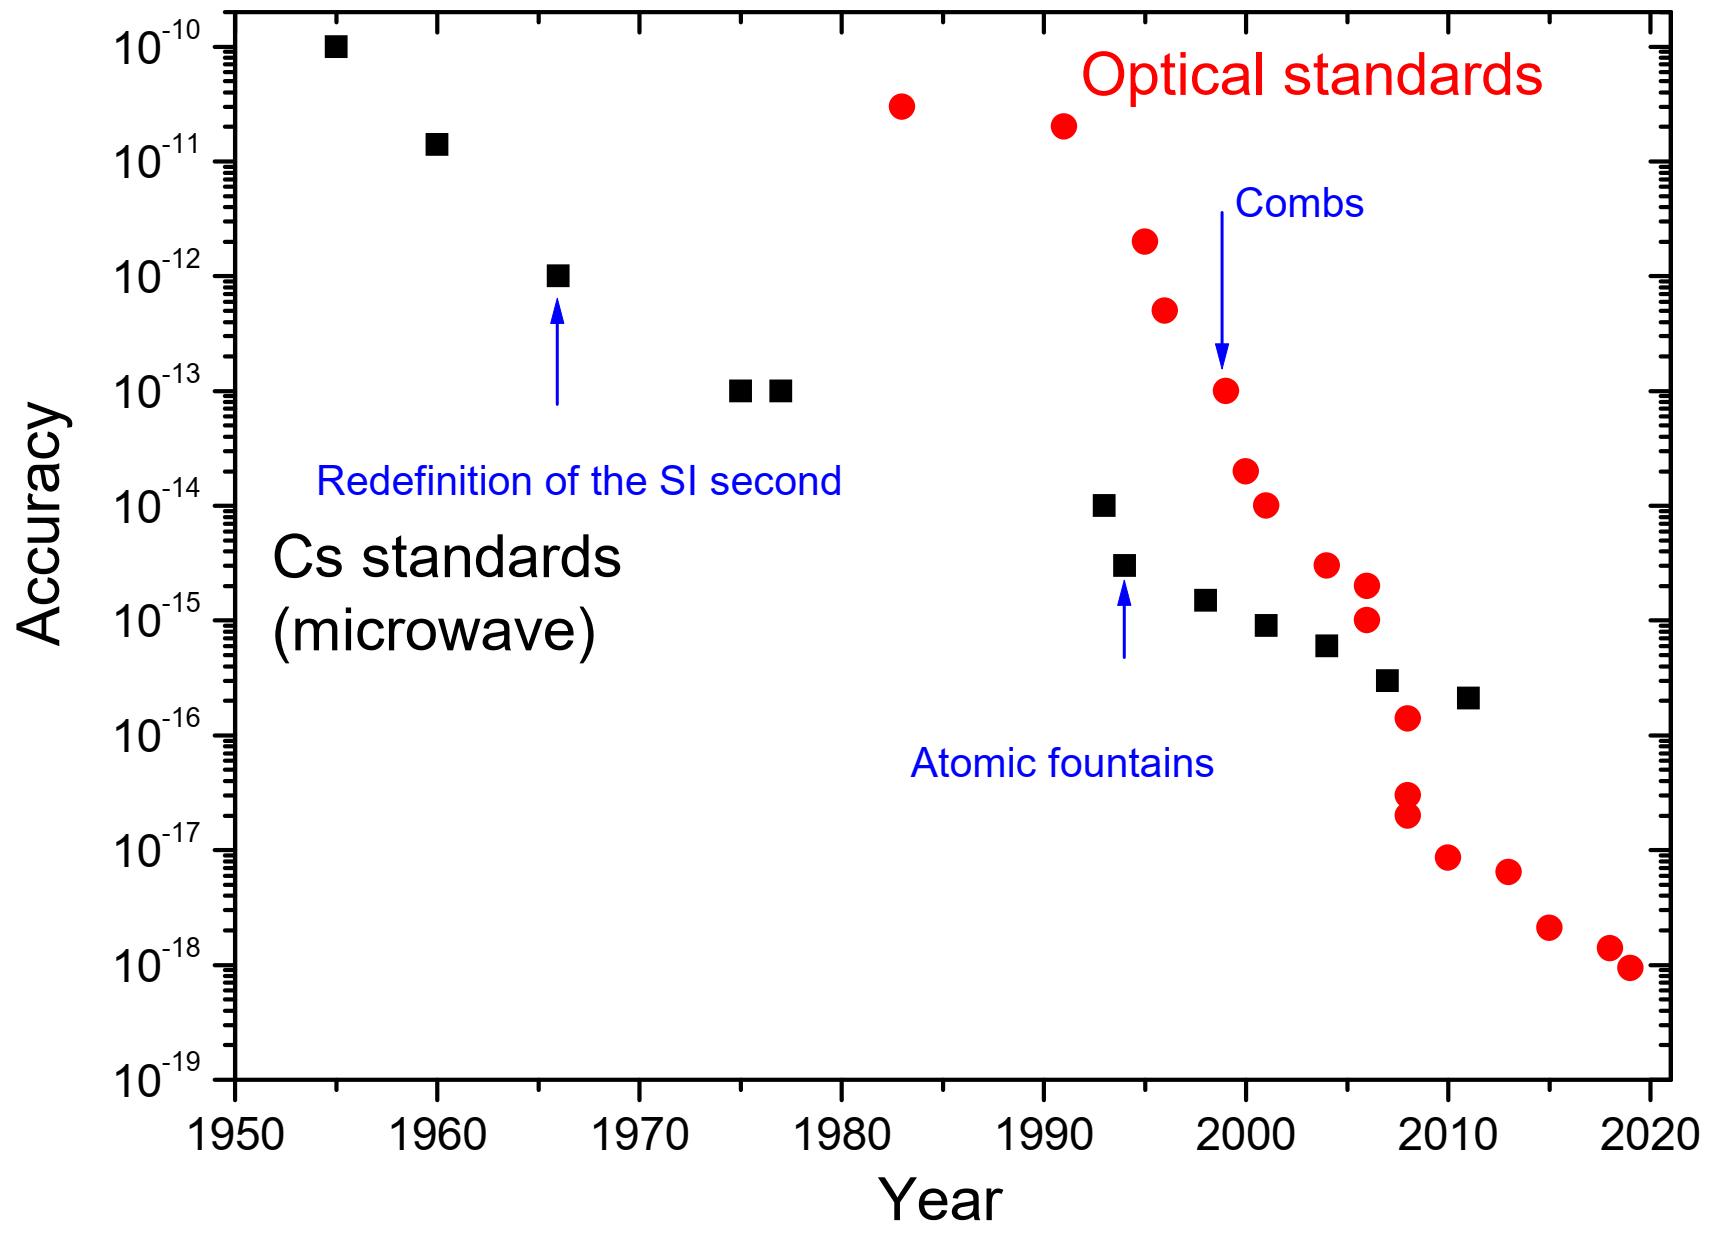 Optical standards
Combs
Redefinition of the SI second
Cs standards
(microwave)
Atomic fountains
Accuracy
10^-10
10^-11
10^-12
10^-13
10^-14
10^-15
10^-16
10^-17
10^-18
10^-19
1950 1960 1970 1980 1990 2000 2010 2020
Year